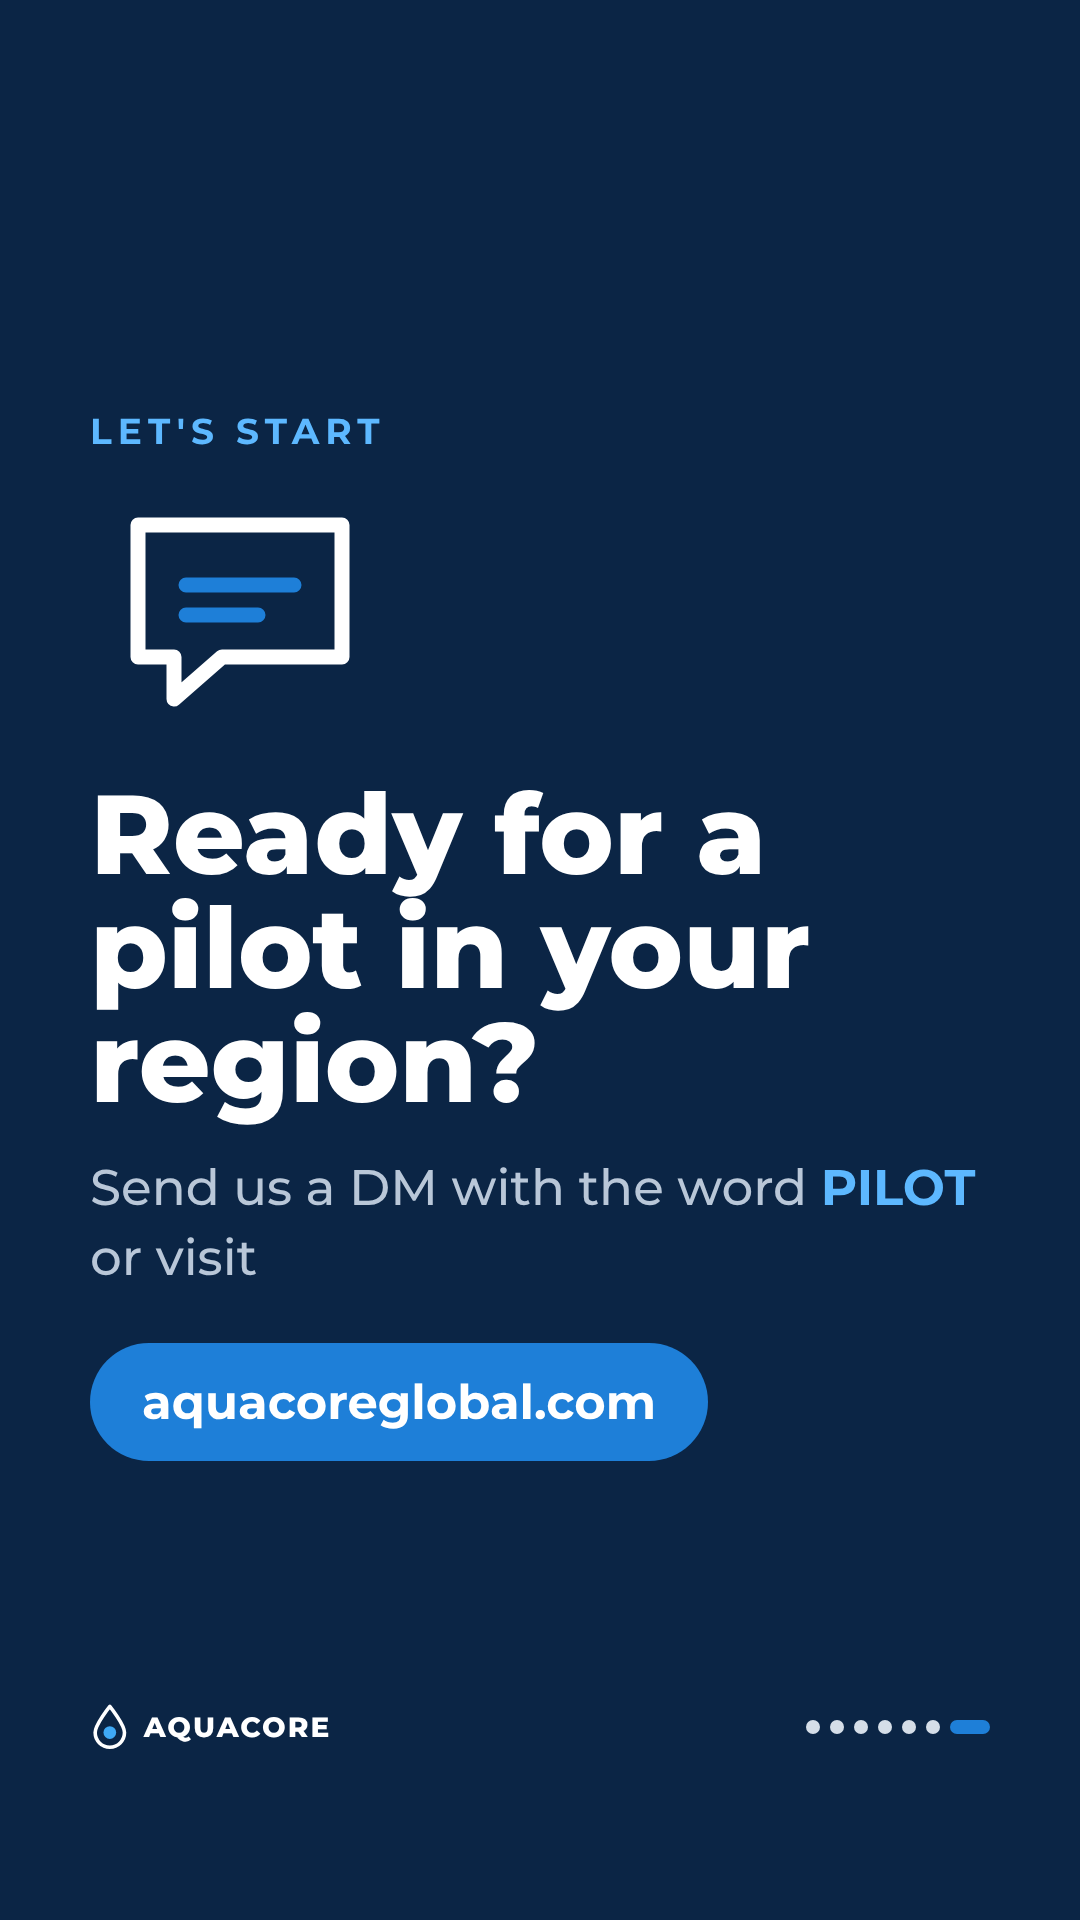 LET'S START
Ready for a
pilot in your
region?
Send us a DM with the word PILOT
or visit
aquacoreglobal.com
AQUACORE